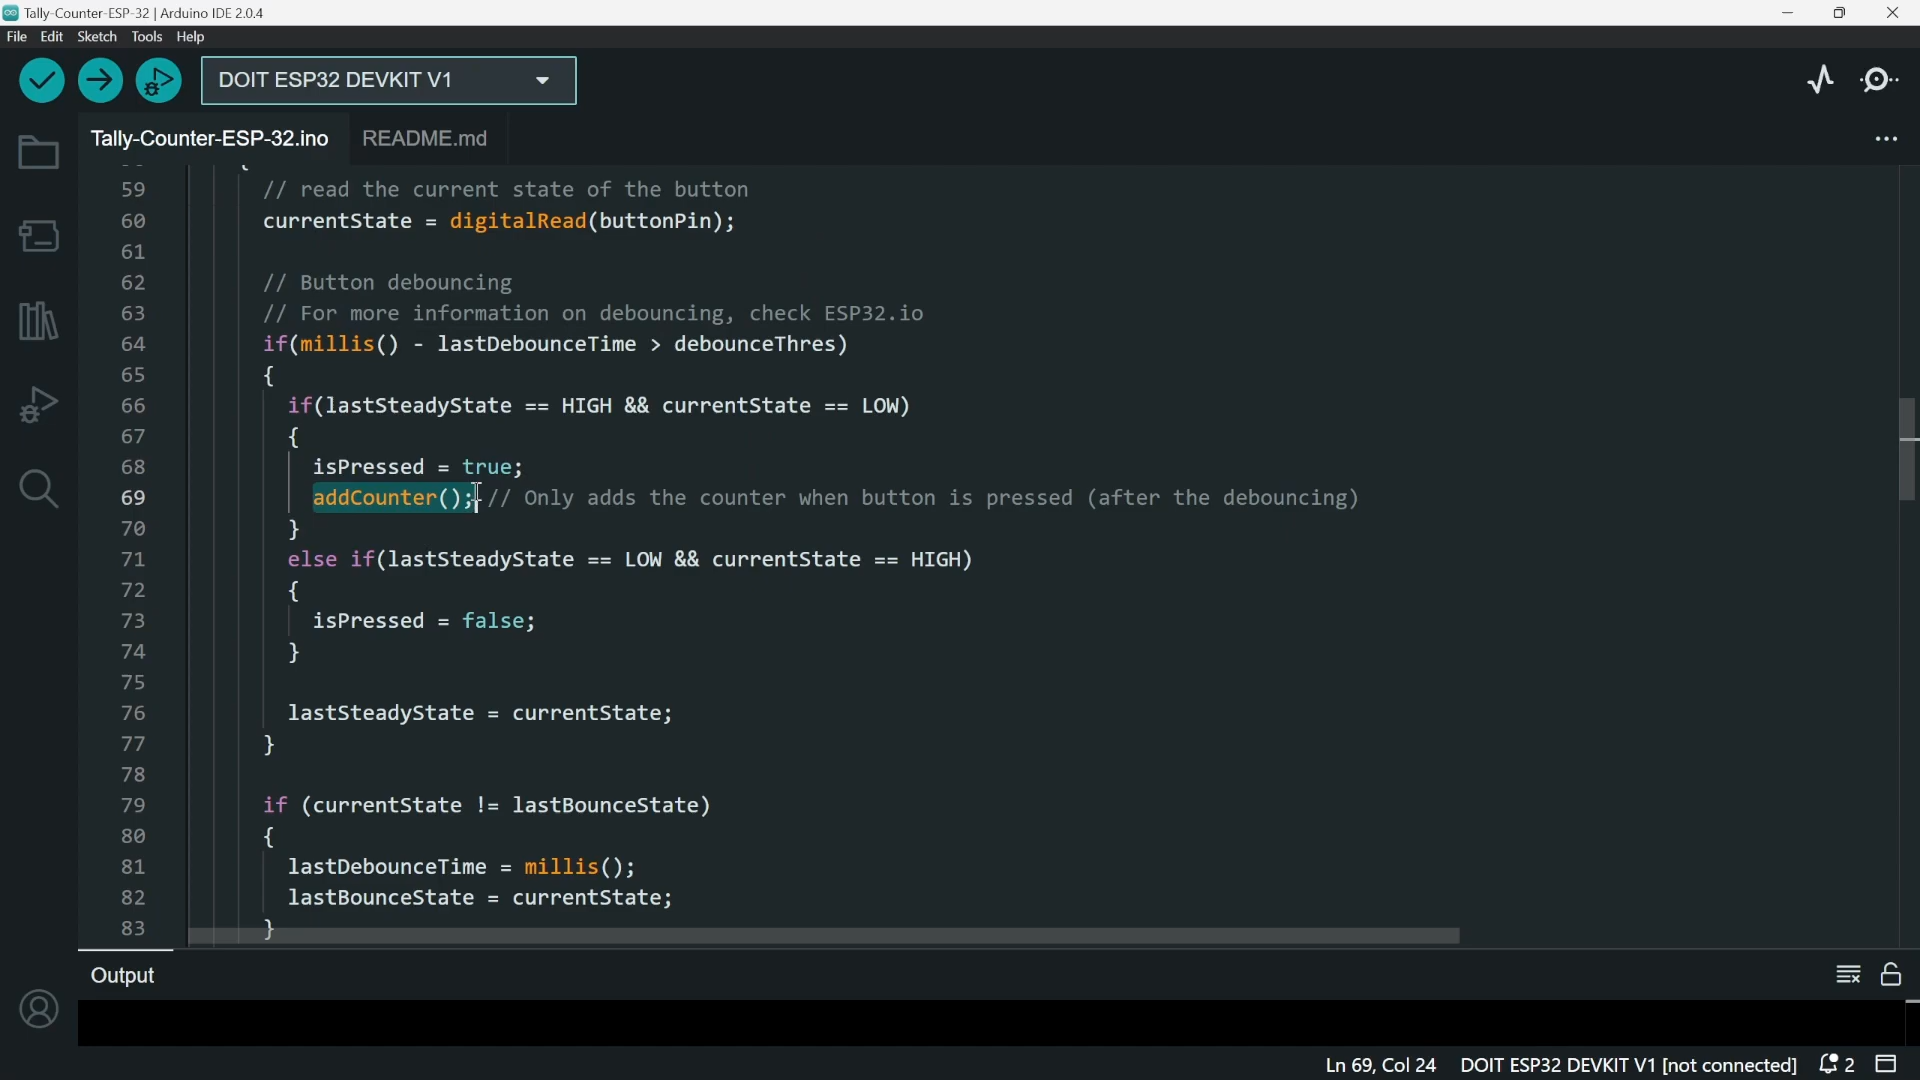 Tally-Counter-ESP-32 | Arduino IDE 2.0.4
File Edit Sketch Tools Help
DOIT ESP32 DEVKIT V1
Tally-Counter-ESP-32.ino README.md
59 // read the current state of the button
60 currentState = digitalRead(buttonPin);
61
62 // Button debouncing
63 // For more information on debouncing, check ESP32.io
64 if(millis() - lastDebounceTime > debounceThres)
65 {
66 if(lastSteadyState == HIGH && currentState == LOW)
67 {
68 isPressed = true;
69 addCounter(); // Only adds the counter when button is pressed (after the debouncing)
70 }
71 else if(lastSteadyState == LOW && currentState == HIGH)
72 {
73 isPressed = false;
74 }
75
76 lastSteadyState = currentState;
77 }
78
79 if (currentState != lastBounceState)
80 {
81 lastDebounceTime = millis();
82 lastBounceState = currentState;
83 }
Output
Ln 69, Col 24 DOIT ESP32 DEVKIT V1 [not connected] 2